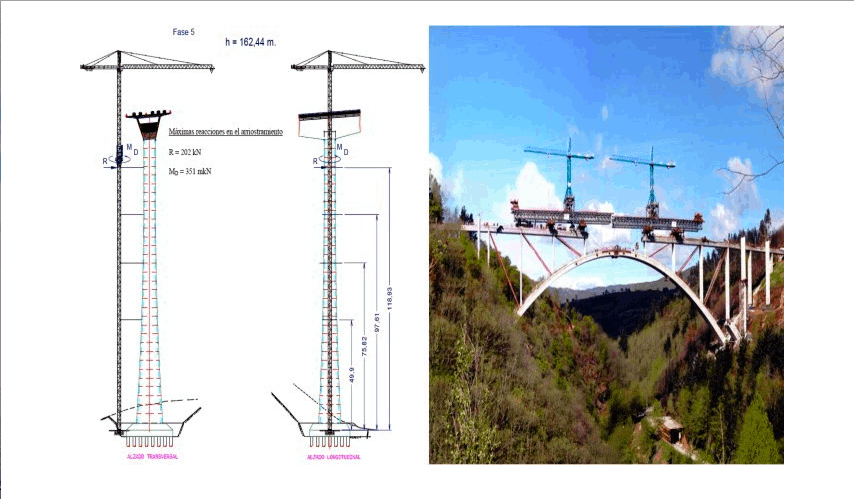 Fase 5
h = 162,44 m.
Máximas reacciones en el arriostramiento
R = 202 kN
M_D = 351 mkN
R
M
D
R
M
D
49,9
75,82
97,61
118,93
ALZADO TRANSVERSAL
ALZADO LONGITUDINAL